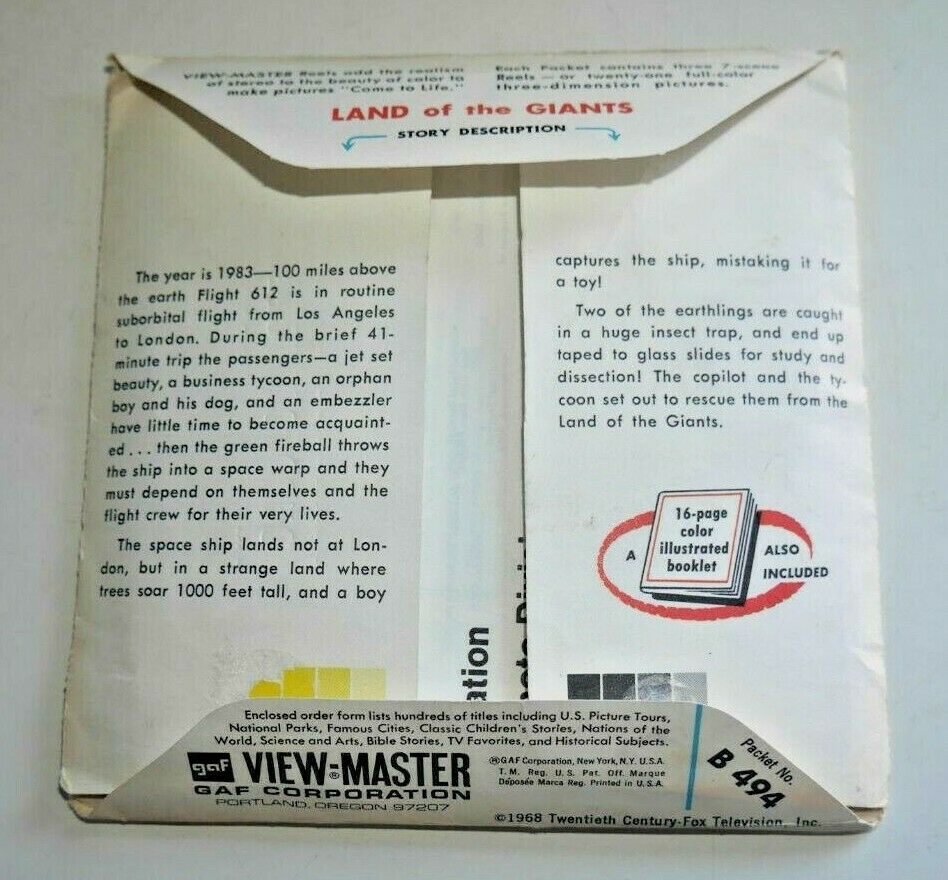 VIEW-MASTER Reels add the realism
of stereo to the beauty of color to
make pictures "Come to Life."
Each Packet contains three 7-scene
Reels — or twenty-one full-color
three-dimension pictures.
LAND of the GIANTS
STORY DESCRIPTION
The year is 1983—100 miles above
the earth Flight 612 is in routine
suborbital flight from Los Angeles
to London. During the brief 41-
minute trip the passengers—a jet set
beauty, a business tycoon, an orphan
boy and his dog, and an embezzler
have little time to become acquaint-
ed . . . then the green fireball throws
the ship into a space warp and they
must depend on themselves and the
flight crew for their very lives.
The space ship lands not at Lon-
don, but in a strange land where
trees soar 1000 feet tall, and a boy
captures the ship, mistaking it for
a toy!
Two of the earthlings are caught
in a huge insect trap, and end up
taped to glass slides for study and
dissection! The copilot and the ty-
coon set out to rescue them from the
Land of the Giants.
A
16-page
color
illustrated
booklet
ALSO
INCLUDED
ation
Enclosed order form lists hundreds of titles including U.S. Picture Tours,
National Parks, Famous Cities, Classic Children's Stories, Nations of the
World, Science and Arts, Bible Stories, TV Favorites, and Historical Subjects.
gaf VIEW-MASTER ®
GAF CORPORATION
PORTLAND, OREGON 97207
® GAF Corporation, New York, N.Y. U.S.A.
T. M. Reg. U.S. Pat. Off. Marque
Déposée Marca Reg. Printed in U.S.A.
Packet No.
B 494
©1968 Twentieth Century-Fox Television, Inc.